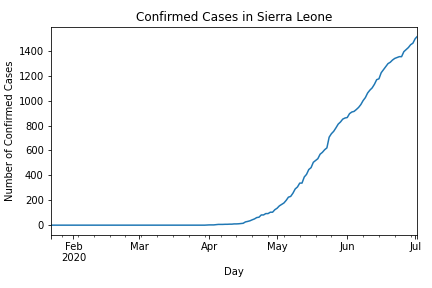 Confirmed Cases in Sierra Leone
Number of Confirmed Cases
1400
1200
1000
800
600
400
200
0
Feb Mar Apr May Jun Jul
2020
Day